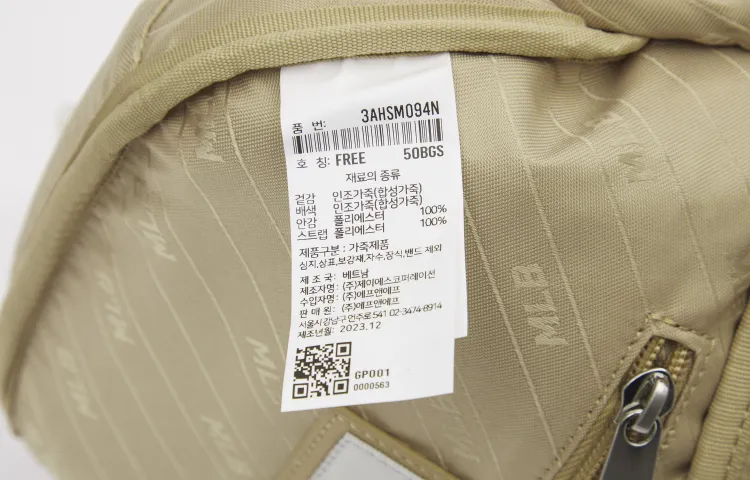 품 번: 3AHSM094N
호 칭: FREE 50BGS
재료의 종류
겉감 인조가죽(합성가죽)
배색 인조가죽(합성가죽)
안감 폴리에스터 100%
스트랩 폴리에스터 100%
제품구분 : 가죽제품
심지,상표,보강재,자수,장식,밴드 제외
제 조 국: 베트남
제조자명: (주)제이에스코퍼레이션
수입자명: (주)에프앤에프
판 매 원: (주)에프앤에프
서울시 강남구 언주로 541 02-3474-8914
제조년월: 2023.12
GP001
0000563
MLB
MLB
MLB
MLB